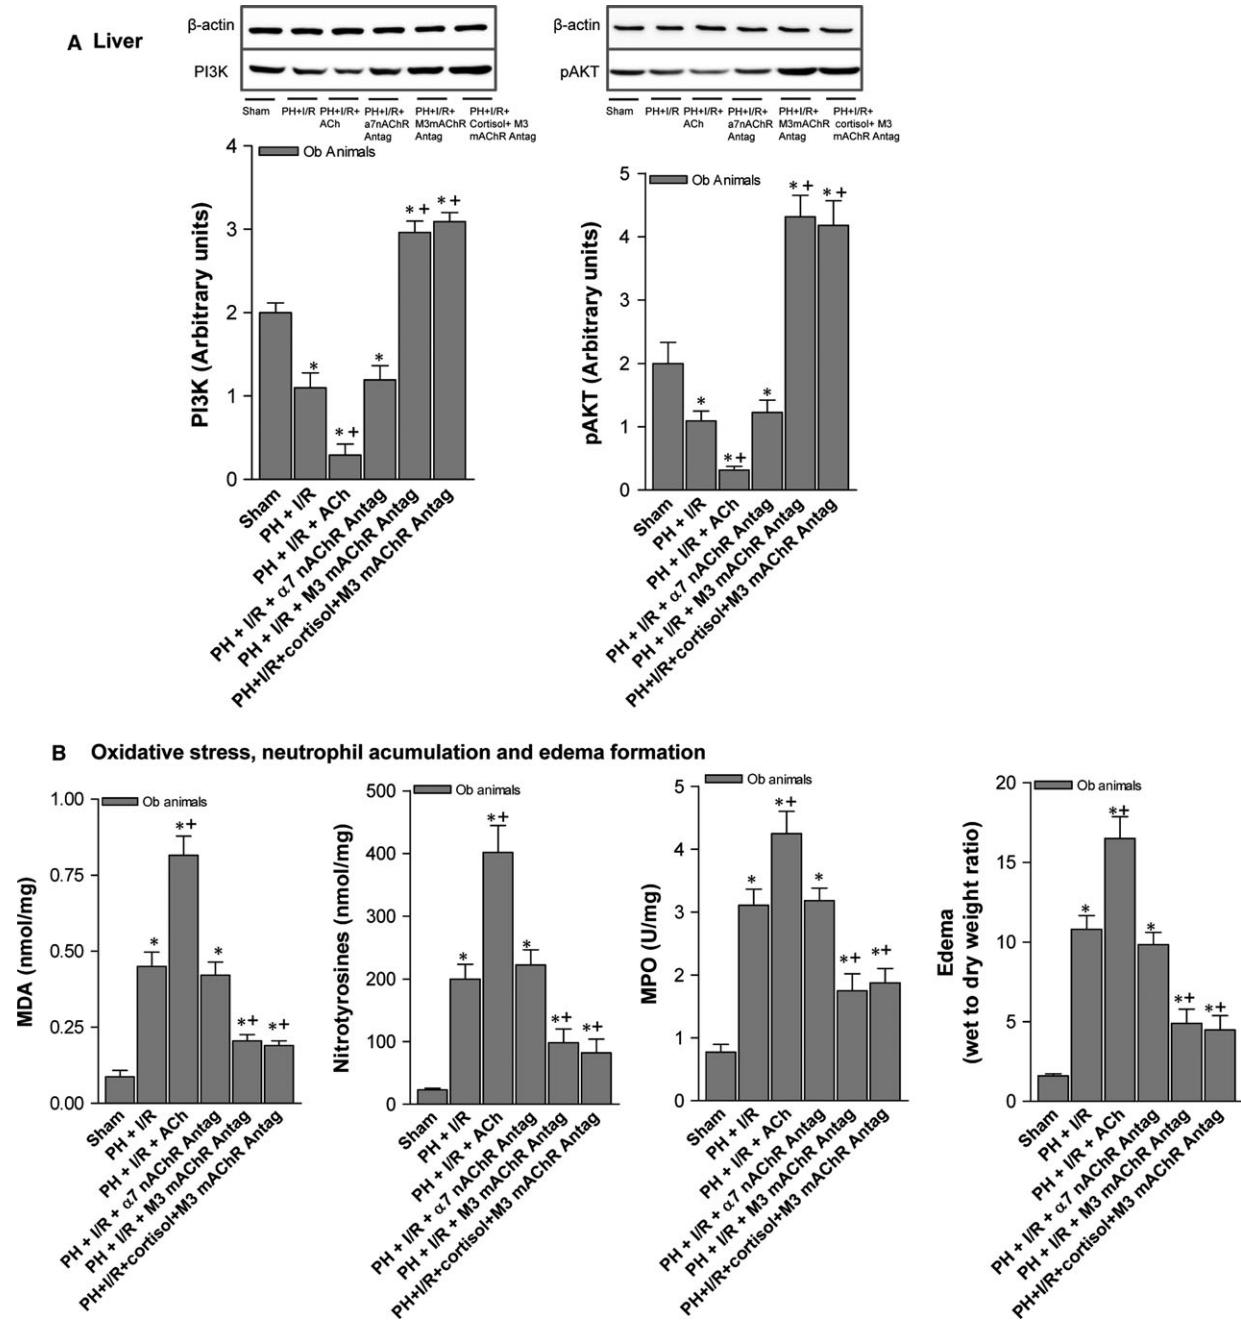 A Liver
β-actin
PI3K
Sham
PH+I/R
PH+I/R+
ACh
PH+I/R+
a7nAChR
Antag
PH+I/R+
M3mAChR
Antag
PH+I/R+
Cortisol+ M3
mAChR Antag
β-actin
pAKT
Sham
PH+I/R
PH+I/R+
ACh
PH+I/R+
a7nAChR
Antag
PH+I/R+
M3mAChR
Antag
PH+I/R+
cortisol+ M3
mAChR Antag
Ob Animals
PI3K (Arbitrary units)
4
3
2
1
0
*
*+
*
*+
*+
Sham
PH + I/R
PH + I/R + ACh
PH + I/R + α7 nAChR Antag
PH + I/R + M3 mAChR Antag
PH+I/R+cortisol+M3 mAChR Antag
Ob Animals
pAKT (Arbitrary units)
5
4
3
2
1
0
*
*+
*
*+
*+
Sham
PH + I/R
PH + I/R + ACh
PH + I/R + α7 nAChR Antag
PH + I/R + M3 mAChR Antag
PH+I/R+cortisol+M3 mAChR Antag
B Oxidative stress, neutrophil acumulation and edema formation
Ob animals
MDA (nmol/mg)
1.00
0.75
0.50
0.25
0.00
*
*+
*
*+
*+
Sham
PH + I/R
PH + I/R + ACh
PH + I/R + α7 nAChR Antag
PH + I/R + M3 mAChR Antag
PH+I/R+cortisol+M3 mAChR Antag
Ob animals
Nitrotyrosines (nmol/mg)
500
400
300
200
100
0
*
*+
*
*+
*+
Sham
PH + I/R
PH + I/R + ACh
PH + I/R + α7 nAChR Antag
PH + I/R + M3 mAChR Antag
PH+I/R+cortisol+M3 mAChR Antag
Ob animals
MPO (U/mg)
5
4
3
2
1
0
*
*+
*
*+
*+
Sham
PH + I/R
PH + I/R + ACh
PH + I/R + α7 nAChR Antag
PH + I/R + M3 mAChR Antag
PH+I/R+cortisol+M3 mAChR Antag
Ob animals
Edema
(wet to dry weight ratio)
20
15
10
5
0
*
*+
*
*+
*+
Sham
PH + I/R
PH + I/R + ACh
PH + I/R + α7 nAChR Antag
PH + I/R + M3 mAChR Antag
PH+I/R+cortisol+M3 mAChR Antag